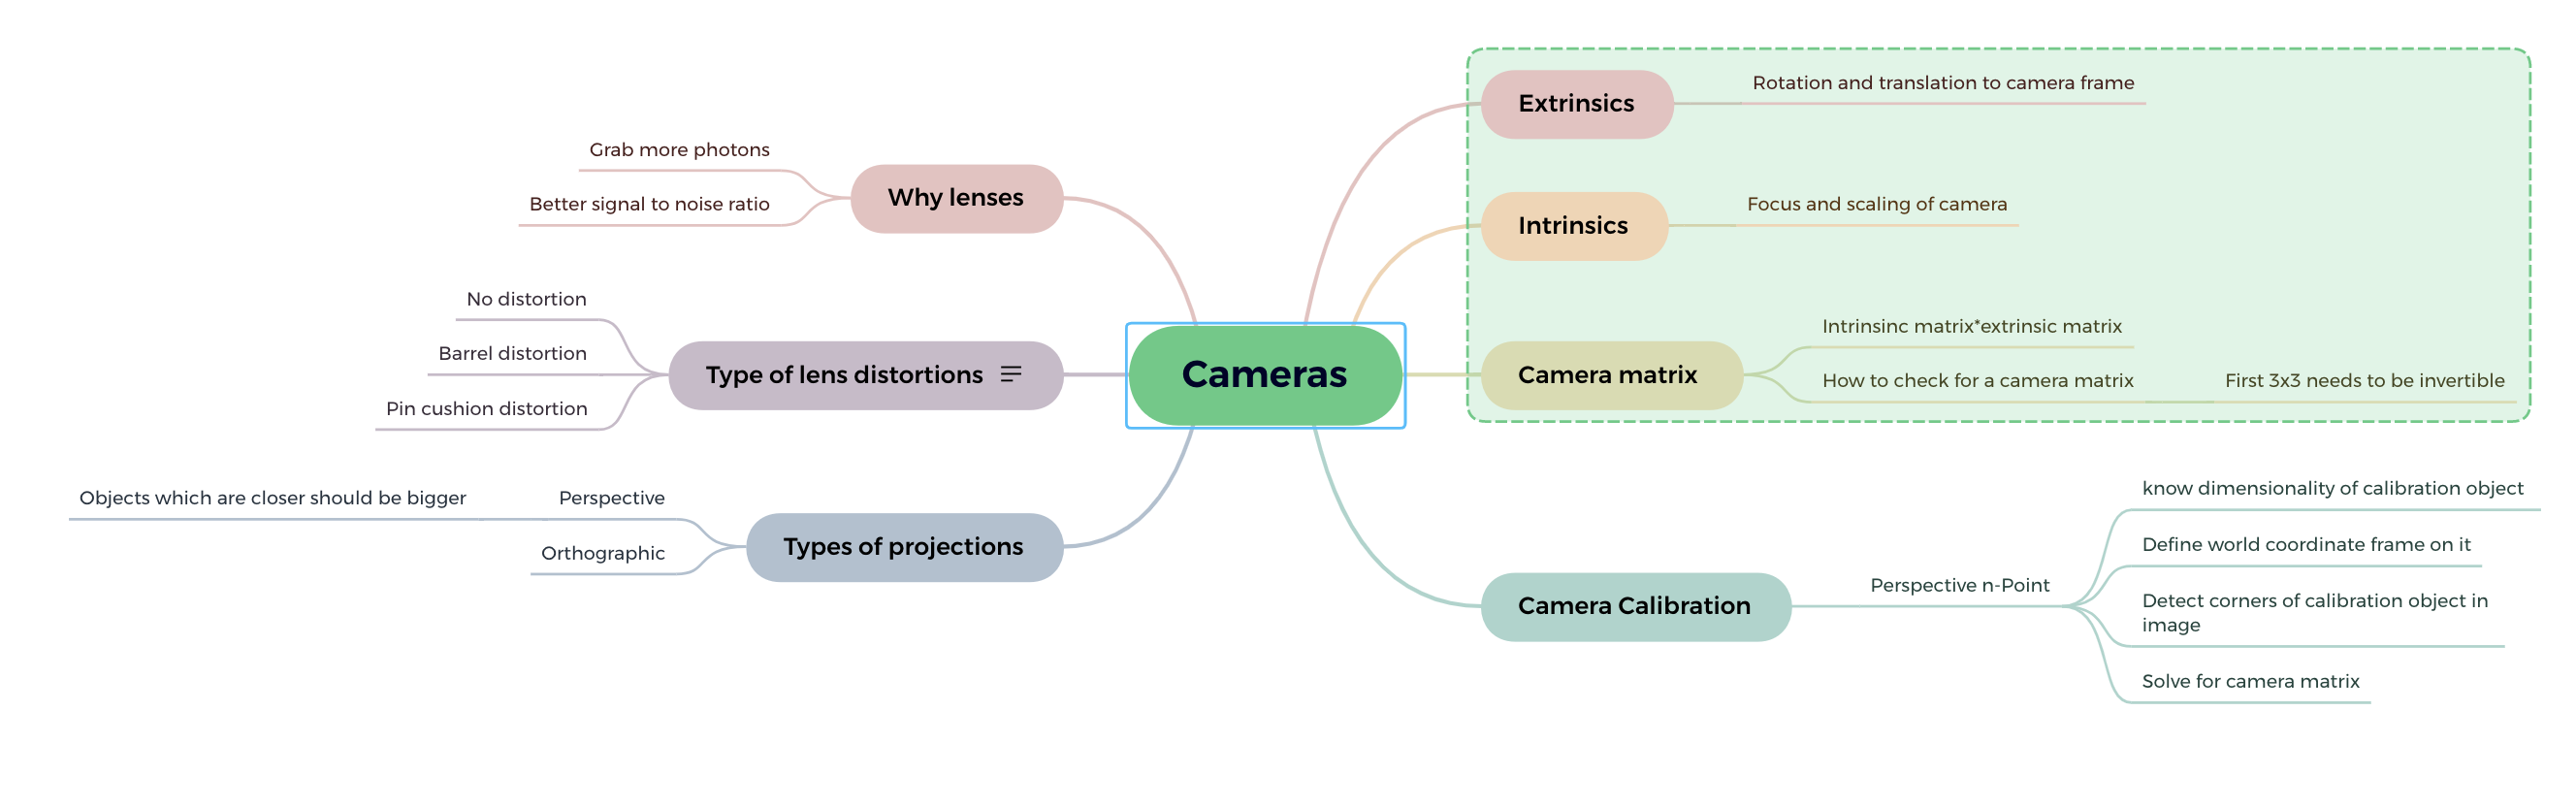 Cameras
Why lenses
Grab more photons
Better signal to noise ratio
Type of lens distortions
No distortion
Barrel distortion
Pin cushion distortion
Types of projections
Perspective
Objects which are closer should be bigger
Orthographic
Extrinsics
Rotation and translation to camera frame
Intrinsics
Focus and scaling of camera
Camera matrix
Intrinsinc matrix*extrinsic matrix
How to check for a camera matrix
First 3x3 needs to be invertible
Camera Calibration
Perspective n-Point
know dimensionality of calibration object
Define world coordinate frame on it
Detect corners of calibration object in
image
Solve for camera matrix